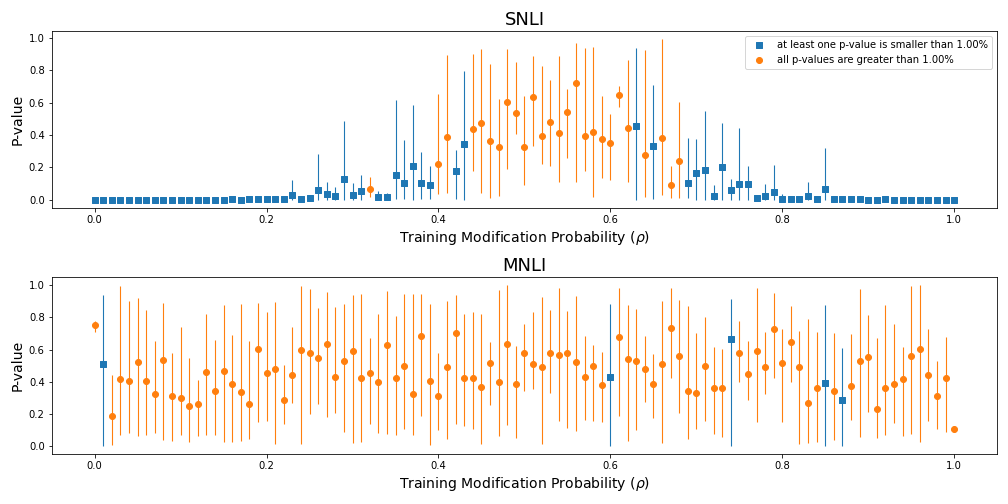 SNLI
1.0
0.8
0.6
0.4
0.2
0.0
P-value
at least one p-value is smaller than 1.00%
all p-values are greater than 1.00%
0.0 0.2 0.4 0.6 0.8 1.0
Training Modification Probability (ρ)
MNLI
1.0
0.8
0.6
0.4
0.2
0.0
P-value
0.0 0.2 0.4 0.6 0.8 1.0
Training Modification Probability (ρ)